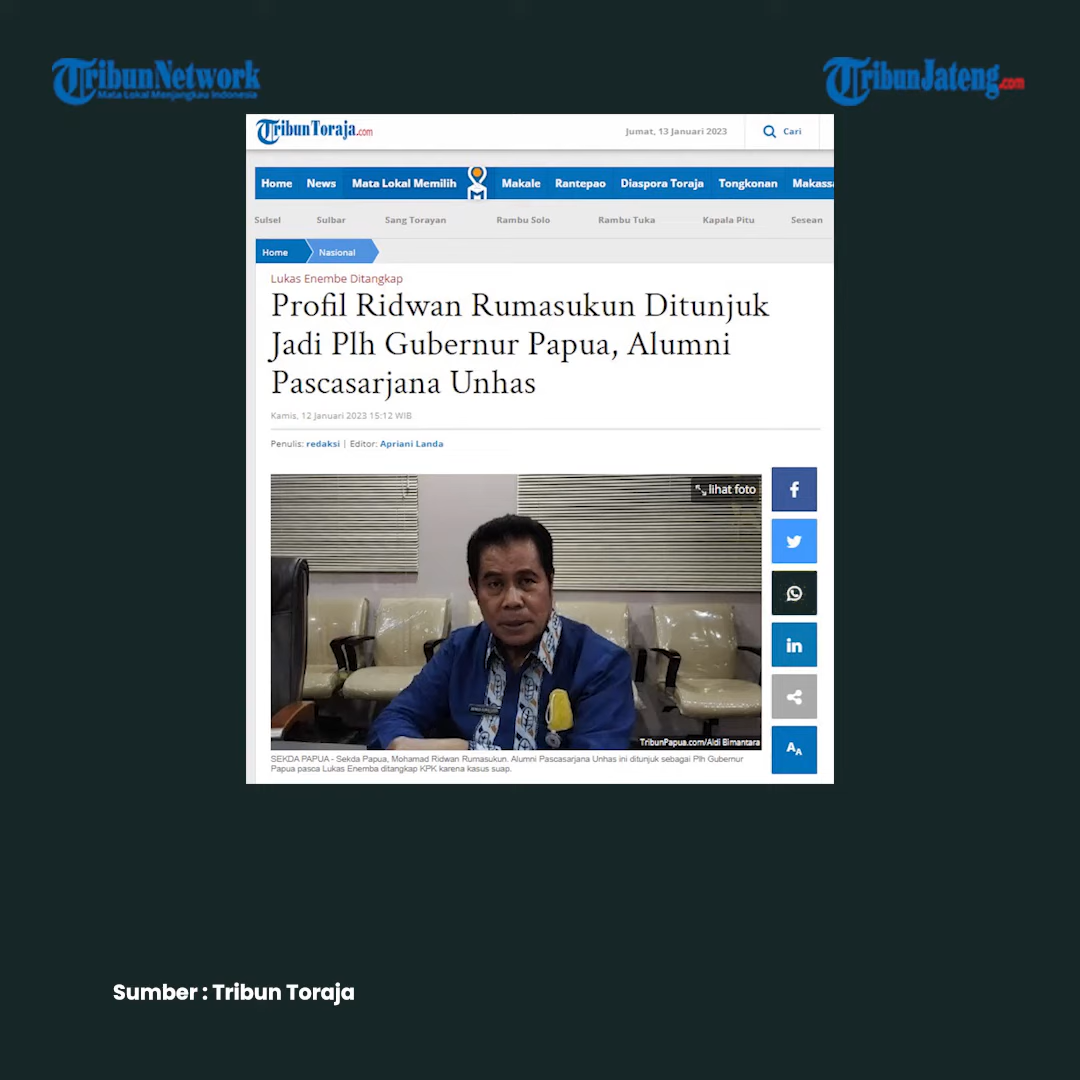 TribunNetwork
Mata Lokal Menjangkau Indonesia
TribunJateng.com
TribunToraja.com
Jumat, 13 Januari 2023
Cari
Home News Mata Lokal Memilih Makale Rantepao Diaspora Toraja Tongkonan Makassa
Sulsel Sulbar Sang Torayan Rambu Solo Rambu Tuka Kapala Pitu Sesean
Home Nasional
Lukas Enembe Ditangkap
Profil Ridwan Rumasukun Ditunjuk
Jadi Plh Gubernur Papua, Alumni
Pascasarjana Unhas
Kamis, 12 Januari 2023 15:12 WIB
Penulis: redaksi | Editor: Apriani Landa
lihat foto
TribunPapua.com/Aldi Bimantara
SEKDA PAPUA - Sekda Papua, Mohamad Ridwan Rumasukun. Alumni Pascasarjana Unhas ini ditunjuk sebagai Plh Gubernur
Papua pasca Lukas Enemba ditangkap KPK karena kasus suap.
Sumber : Tribun Toraja